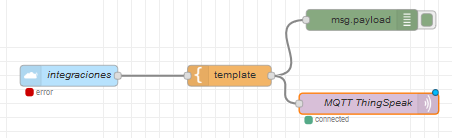 msg.payload
integraciones
template
error
MQTT ThingSpeak
connected